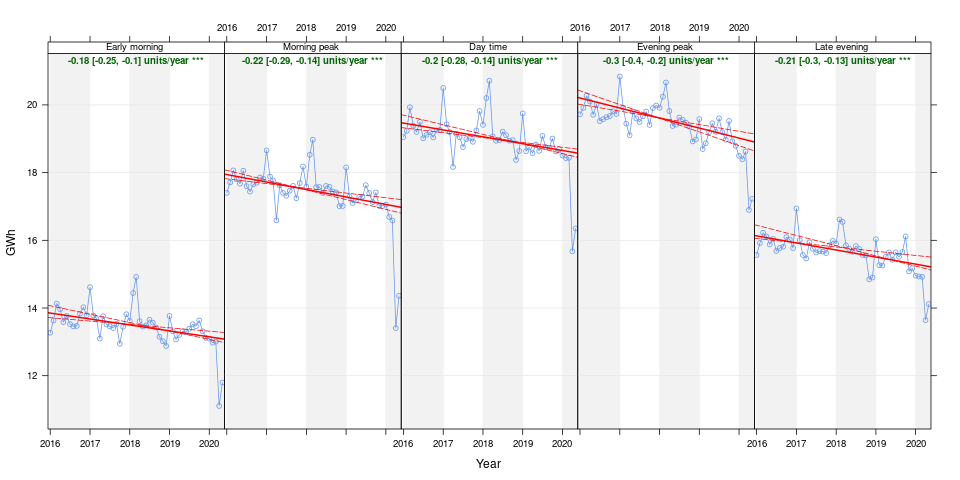 2016 2017 2018 2019 2020 2016 2017 2018 2019 2020
Early morning Morning peak Day time Evening peak Late evening
-0.18 [-0.25, -0.1] units/year *** -0.22 [-0.29, -0.14] units/year *** -0.2 [-0.28, -0.14] units/year *** -0.3 [-0.4, -0.2] units/year *** -0.21 [-0.3, -0.13] units/year ***
20
18
16
14
12
GWh
2016 2017 2018 2019 2020 2016 2017 2018 2019 2020 2016 2017 2018 2019 2020
Year